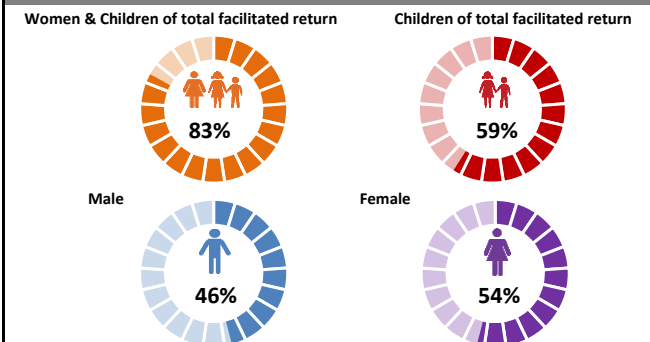 Women & Children of total facilitated return
Children of total facilitated return
83%
59%
Male
Female
46%
54%